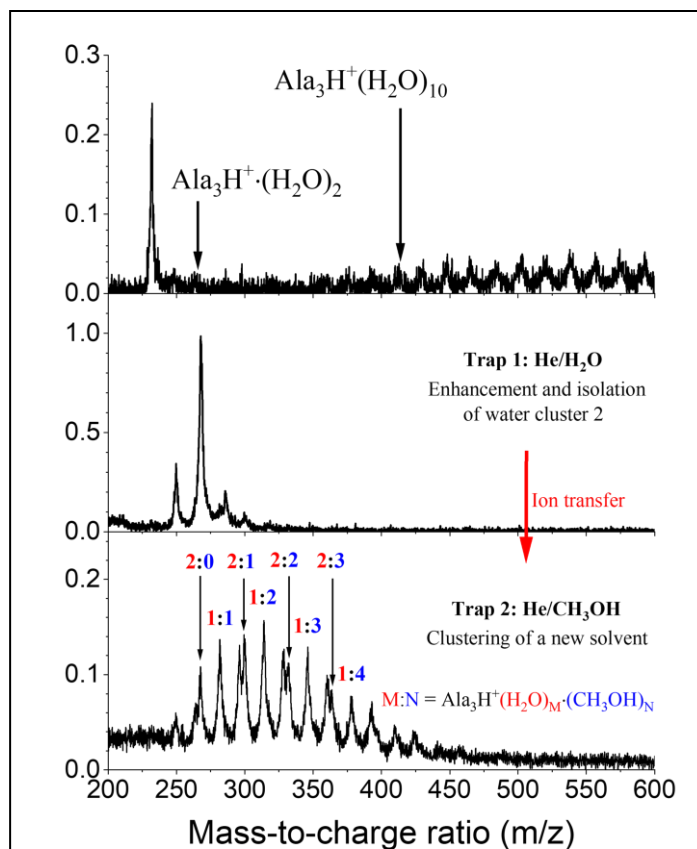 0.3
Ala₃H⁺(H₂O)₁₀
0.2
Ala₃H⁺·(H₂O)₂
0.1
0.0
1.0
Trap 1: He/H₂O
Enhancement and isolation
of water cluster 2
0.5
Ion transfer
0.0
0.2
2:0 2:1 2:2 2:3
1:1 1:2 1:3 1:4
Trap 2: He/CH₃OH
Clustering of a new solvent
0.1
M:N = Ala₃H⁺(H₂O)M·(CH₃OH)N
0.0
200 250 300 350 400 450 500 550 600
Mass-to-charge ratio (m/z)